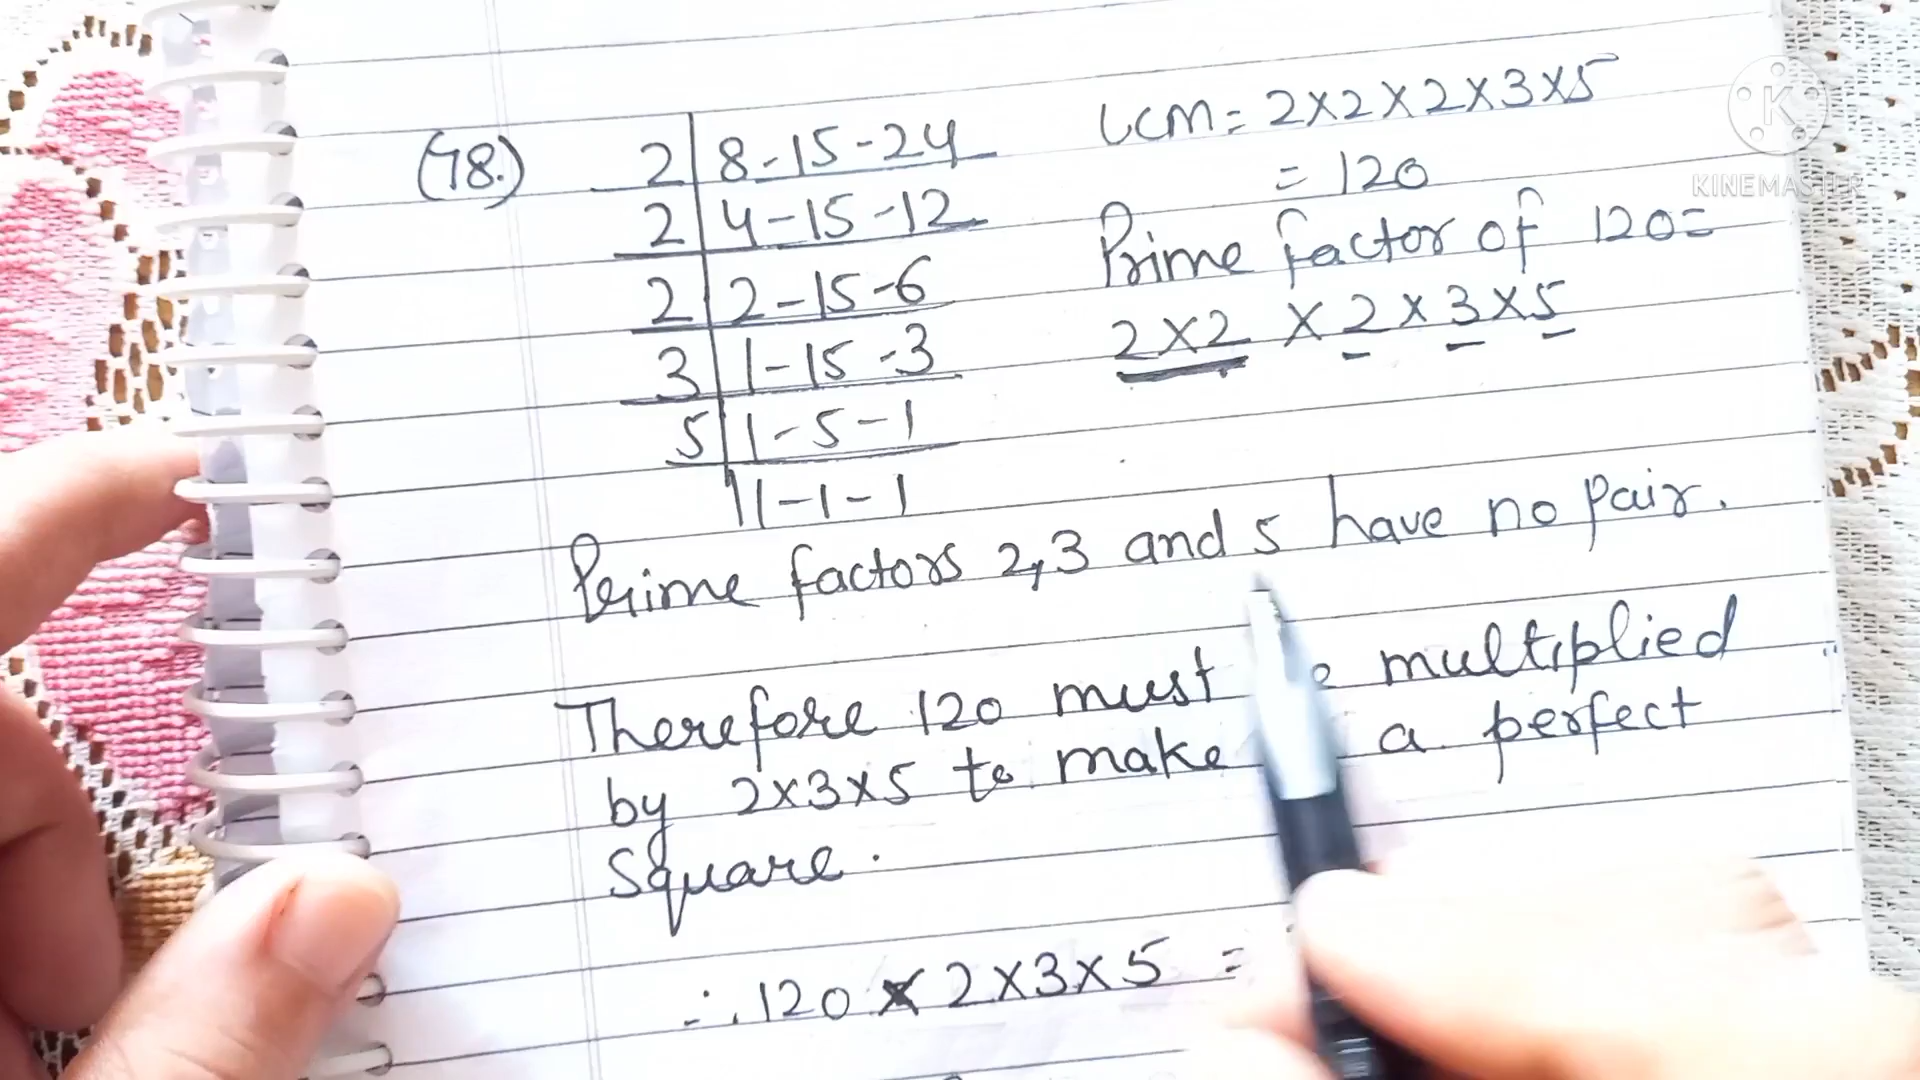 (78.)
2 | 8-15-24
2 | 4-15-12
2 | 2-15-6
3 | 1-15-3
5 | 1-5-1
1-1-1
LCM = 2×2×2×3×5
= 120
Prime factor of 120 =
2×2 × 2 × 3 × 5
Prime factors 2,3 and 5 have no pair.
Therefore 120 must multiplied
by 2×3×5 to make a perfect
Square.
∴ 120 × 2×3×5 =
K
KINEMASTER